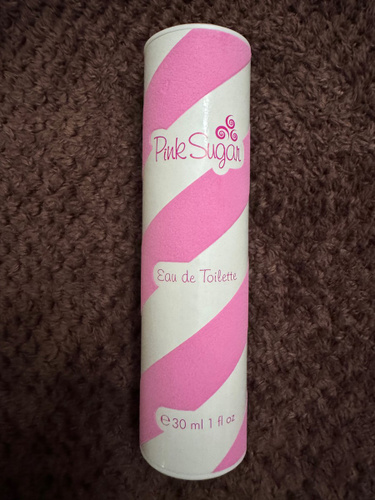 Pink Sugar
Eau de Toilette
℮30 ml 1 fl oz